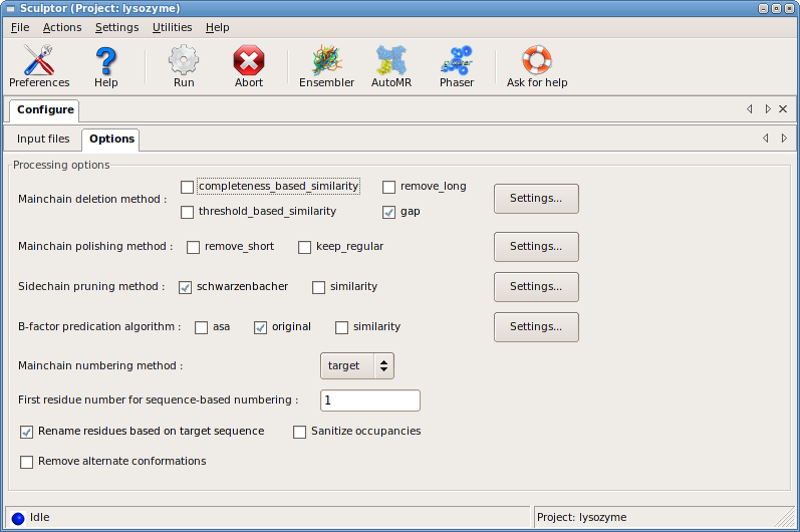 Sculptor (Project: lysozyme)
File Actions Settings Utilities Help
Preferences Help Run Abort Ensembler AutoMR Phaser Ask for help
Configure
Input files Options
Processing options
Mainchain deletion method : completeness_based_similarity remove_long Settings...
threshold_based_similarity gap
Mainchain polishing method : remove_short keep_regular Settings...
Sidechain pruning method : schwarzenbacher similarity Settings...
B-factor predication algorithm : asa original similarity Settings...
Mainchain numbering method : target
First residue number for sequence-based numbering : 1
Rename residues based on target sequence Sanitize occupancies
Remove alternate conformations
Idle Project: lysozyme